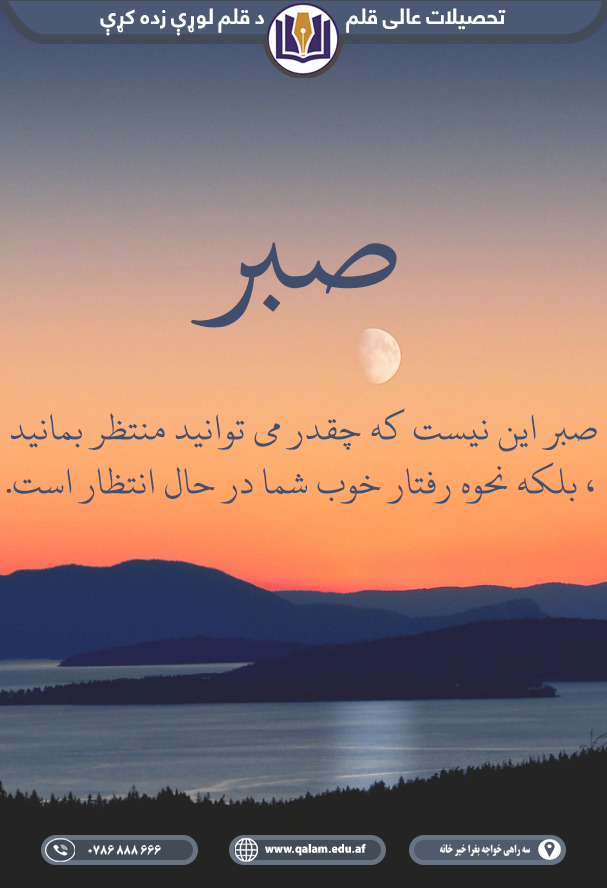 تحصیلات عالی قلم
د قلم لوړې زده کړې
صبر
صبر این نیست که چقدر می توانید منتظر بمانید
، بلکه نحوه رفتار خوب شما در حال انتظار است.
۰۷۸۶ ۸۸۸ ۶۶۶
www.qalam.edu.af
سه راهی خواجه بغرا خیر خانه